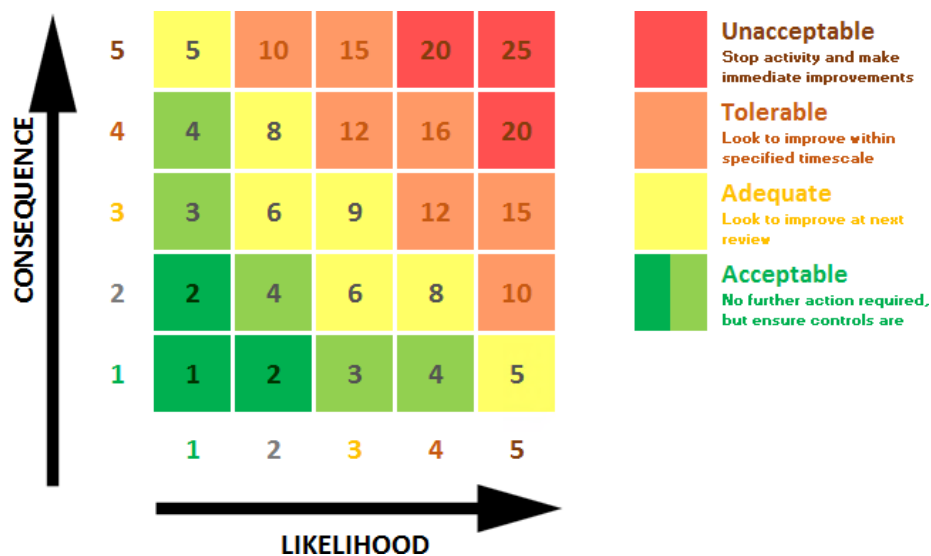 CONSEQUENCE
5 5 10 15 20 25
4 4 8 12 16 20
3 3 6 9 12 15
2 2 4 6 8 10
1 1 2 3 4 5
1 2 3 4 5
LIKELIHOOD
Unacceptable
Stop activity and make
immediate improvements
Tolerable
Look to improve within
specified timescale
Adequate
Look to improve at next
review
Acceptable
No further action required,
but ensure controls are